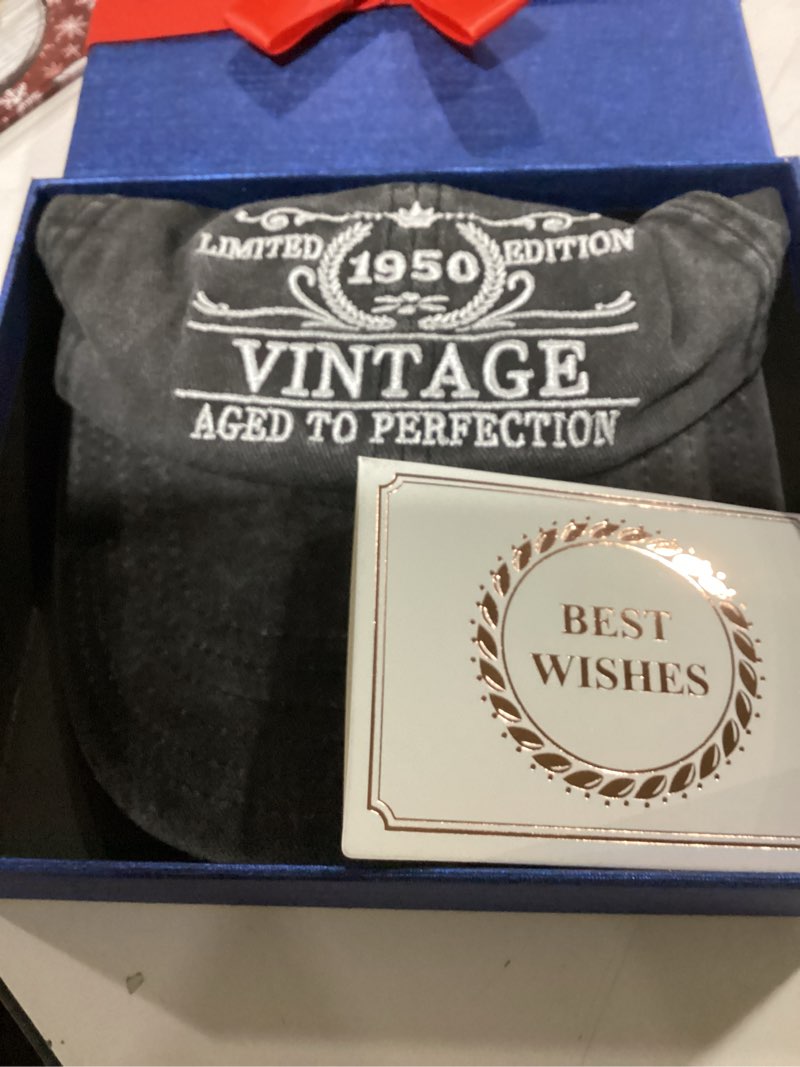 LIMITED 1950 EDITION
VINTAGE
AGED TO PERFECTION
BEST
WISHES